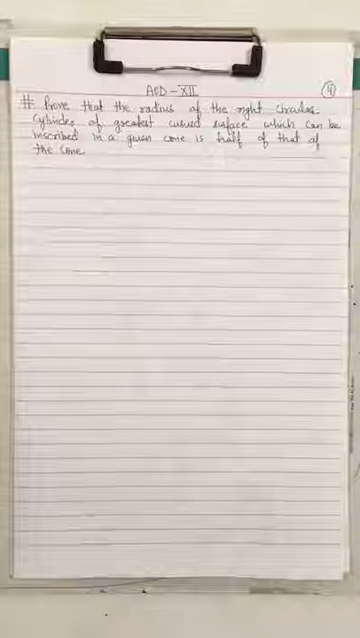 AOD - XII
4
# Prove that the radius of the right circular
cylinder of greatest curved surface which can be
inscribed in a given cone is half of that of
the cone